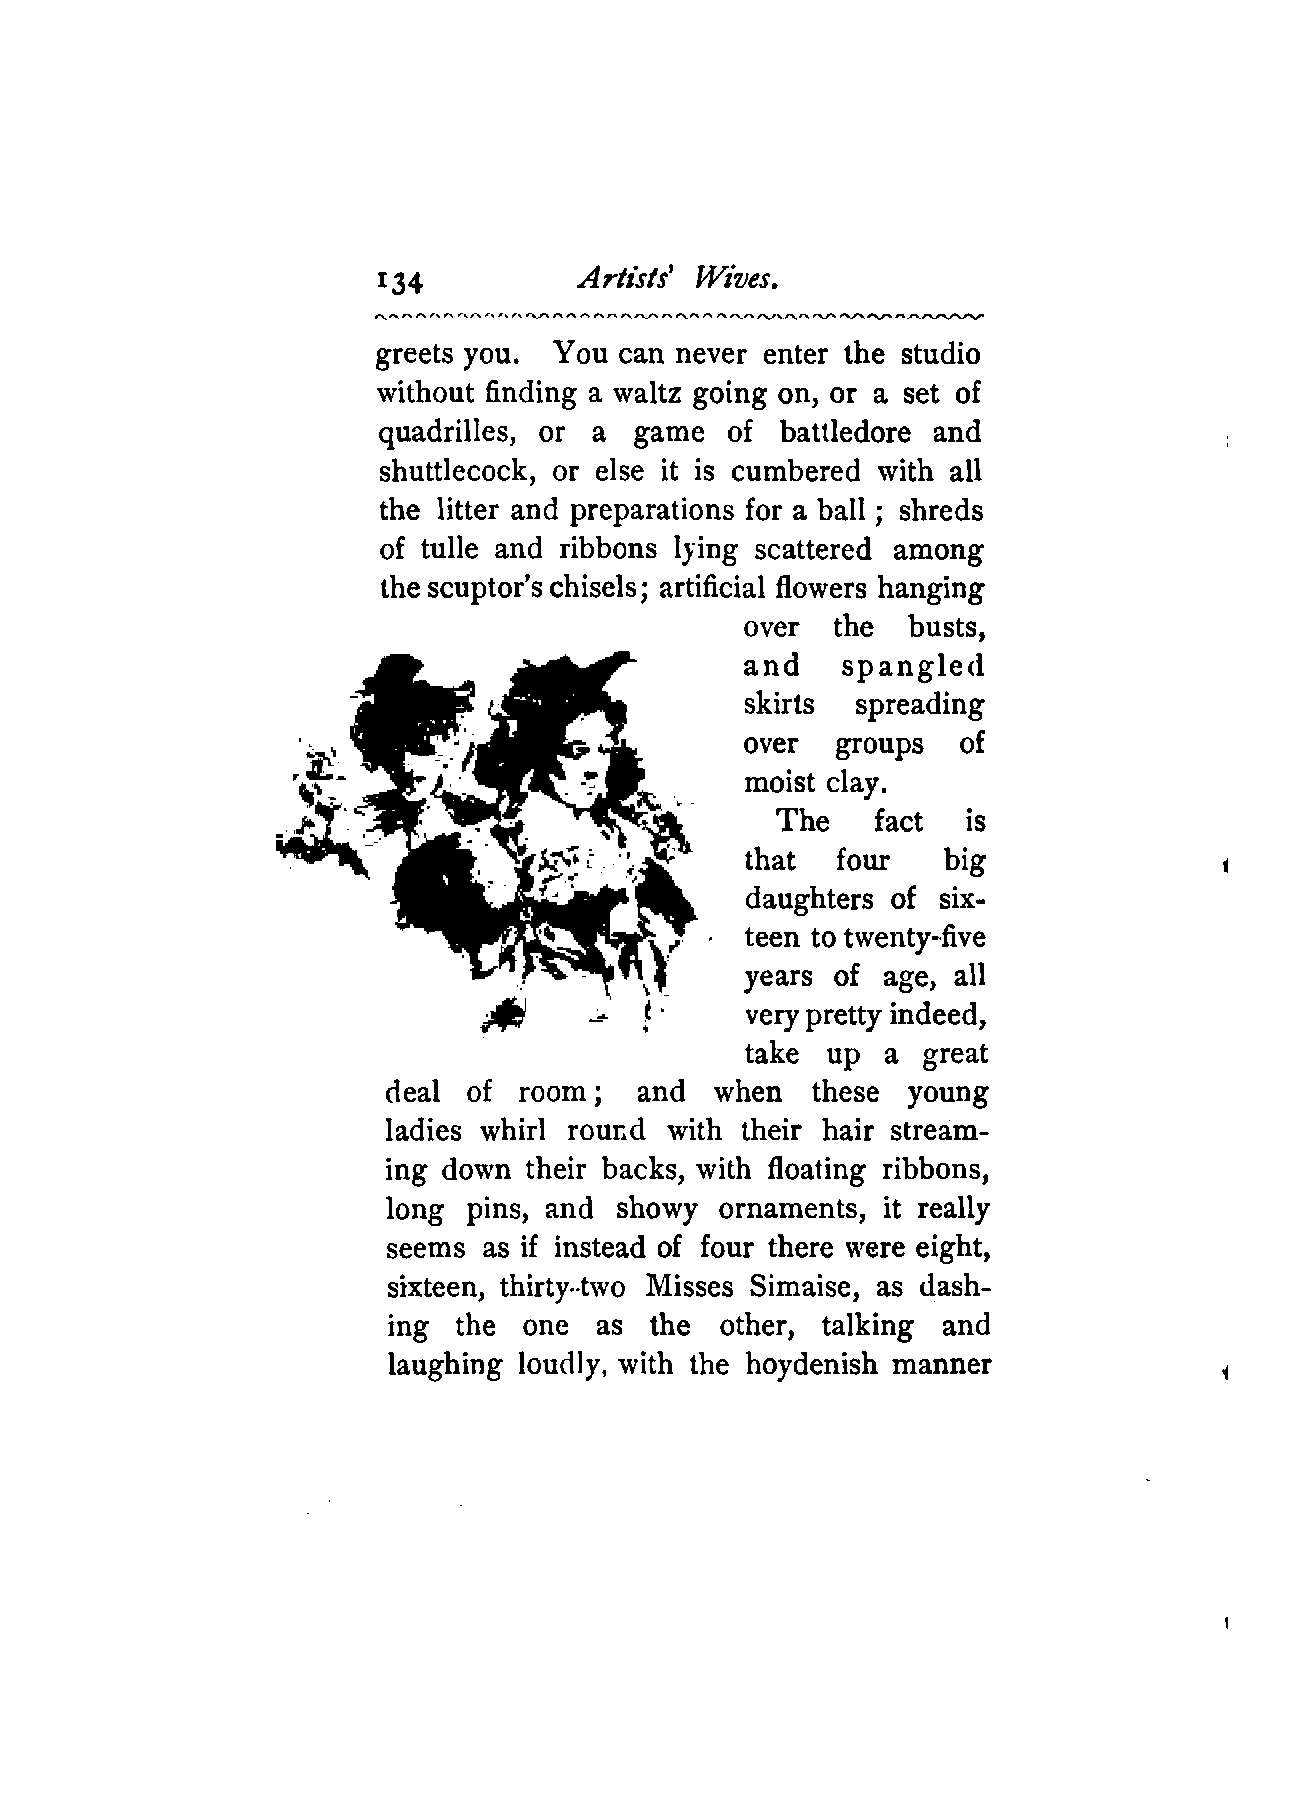 134 Artists' Wives.
greets you. You can never enter the studio
without finding a waltz going on, or a set of
quadrilles, or a game of battledore and
shuttlecock, or else it is cumbered with all
the litter and preparations for a ball ; shreds
of tulle and ribbons lying scattered among
the scuptor's chisels; artificial flowers hanging
over the busts,
and spangled
skirts spreading
over groups of
moist clay.
The fact is
that four big
daughters of six-
teen to twenty-five
years of age, all
very pretty indeed,
take up a great
deal of room ; and when these young
ladies whirl round with their hair stream-
ing down their backs, with floating ribbons,
long pins, and showy ornaments, it really
seems as if instead of four there were eight,
sixteen, thirty-two Misses Simaise, as dash-
ing the one as the other, talking and
laughing loudly, with the hoydenish manner